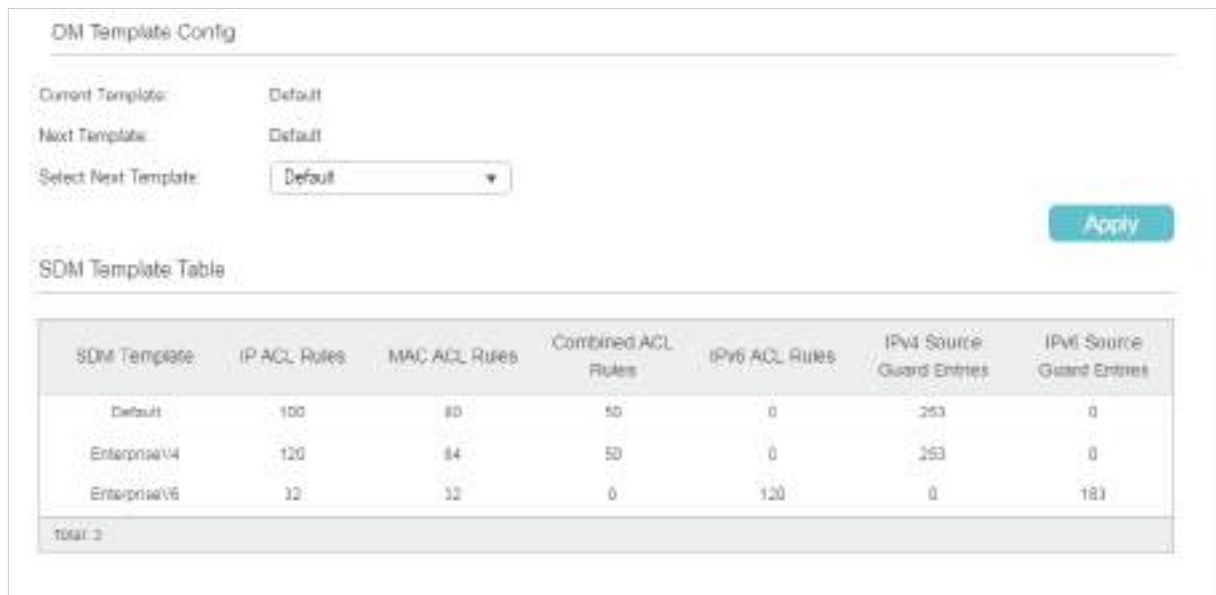 DM Template Config
Current Template: Default
Next Template: Default
Select Next Template: Default
Apply
SDM Template Table
SDM Template IP ACL Rules MAC ACL Rules Combined ACL Rules IPv6 ACL Rules IPv4 Source Guard Entries IPv6 Source Guard Entries
Default 100 50 0 253 0
EnterpriseV4 120 50 0 253 0
EnterpriseV6 32 32 0 120 0 183
Total: 3